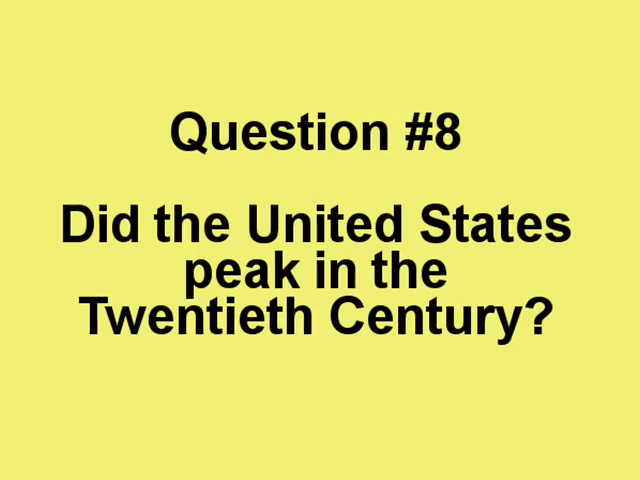 Question #8
Did the United States
peak in the
Twentieth Century?